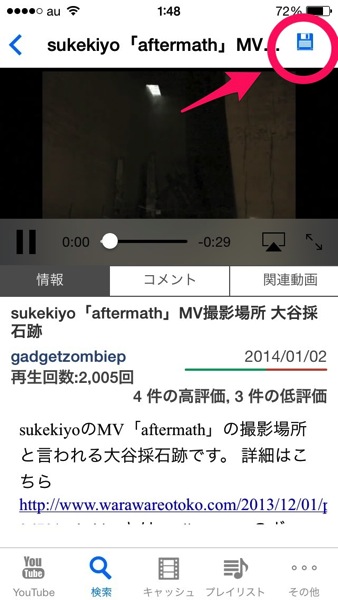 au 1:48 72%
sukekiyo「aftermath」MV...
0:00 -0:29
情報 コメント 関連動画
sukekiyo「aftermath」MV撮影場所 大谷採
石跡
gadgetzombiep 2014/01/02
再生回数:2,005回
4 件の高評価, 3 件の低評価
sukekiyoのMV「aftermath」の撮影場所
と言われる大谷採石跡です。 詳細はこ
ちら
http://www.warawareotoko.com/2013/12/01/p
You Tube
YouTube 検索 キャッシュ プレイリスト その他